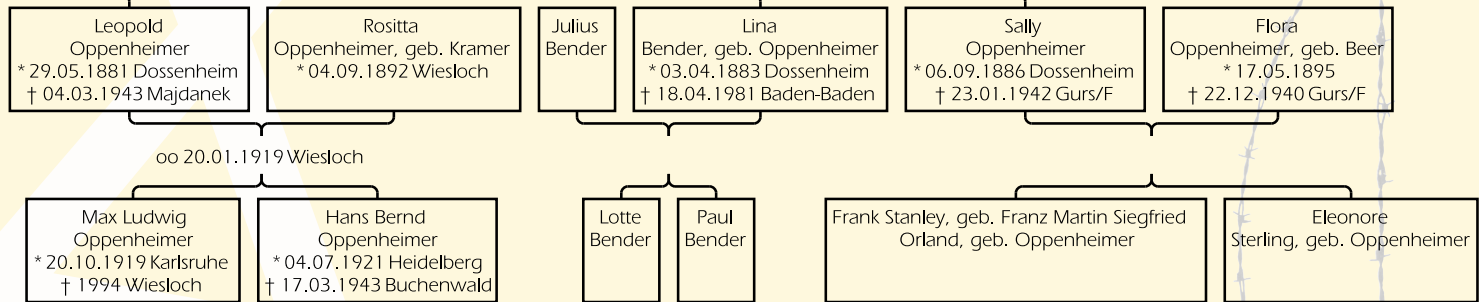 Leopold
Oppenheimer
* 29.05.1881 Dossenheim
† 04.03.1943 Majdanek
Rositta
Oppenheimer, geb. Kramer
* 04.09.1892 Wiesloch
Julius
Bender
Lina
Bender, geb. Oppenheimer
* 03.04.1883 Dossenheim
† 18.04.1981 Baden-Baden
Sally
Oppenheimer
* 06.09.1886 Dossenheim
† 23.01.1942 Gurs/F
Flora
Oppenheimer, geb. Beer
* 17.05.1895
† 22.12.1940 Gurs/F
oo 20.01.1919 Wiesloch
Max Ludwig
Oppenheimer
* 20.10.1919 Karlsruhe
† 1994 Wiesloch
Hans Bernd
Oppenheimer
* 04.07.1921 Heidelberg
† 17.03.1943 Buchenwald
Lotte
Bender
Paul
Bender
Frank Stanley, geb. Franz Martin Siegfried
Orland, geb. Oppenheimer
Eleonore
Sterling, geb. Oppenheimer